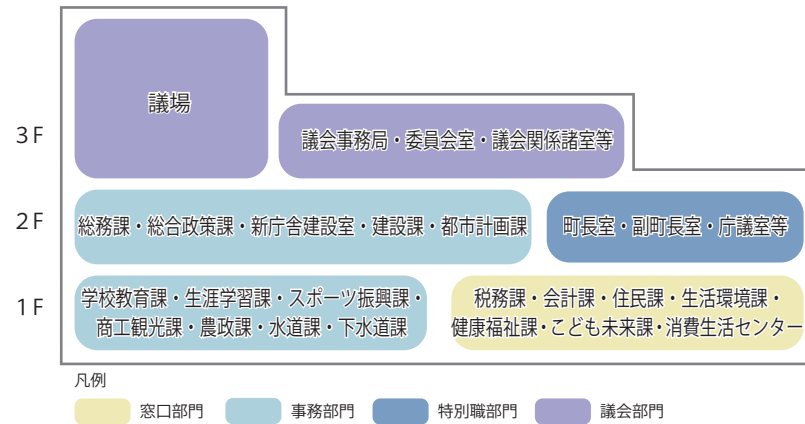 議場
3F
議会事務局・委員会室・議会関係諸室等
2F
総務課・総合政策課・新庁舎建設室・建設課・都市計画課
町長室・副町長室・庁議室等
1F
学校教育課・生涯学習課・スポーツ振興課・
商工観光課・農政課・水道課・下水道課
税務課・会計課・住民課・生活環境課・
健康福祉課・こども未来課・消費生活センター
凡例
窓口部門
事務部門
特別職部門
議会部門